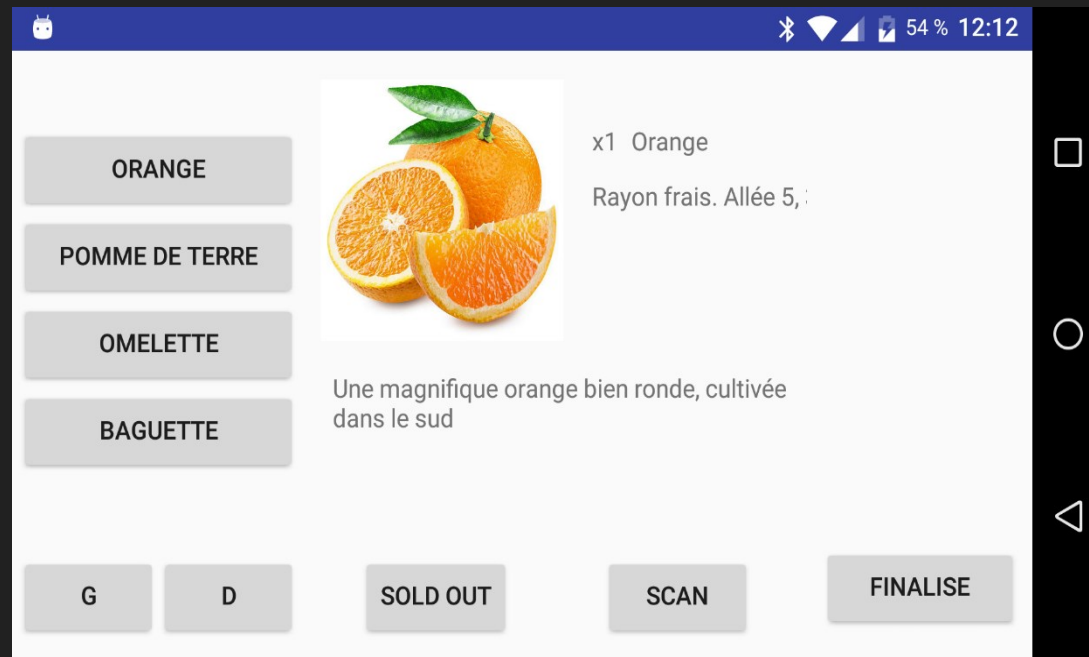 54 % 12:12
ORANGE
POMME DE TERRE
OMELETTE
BAGUETTE
x1 Orange
Rayon frais. Allée 5,
Une magnifique orange bien ronde, cultivée
dans le sud
G
D
SOLD OUT
SCAN
FINALISE